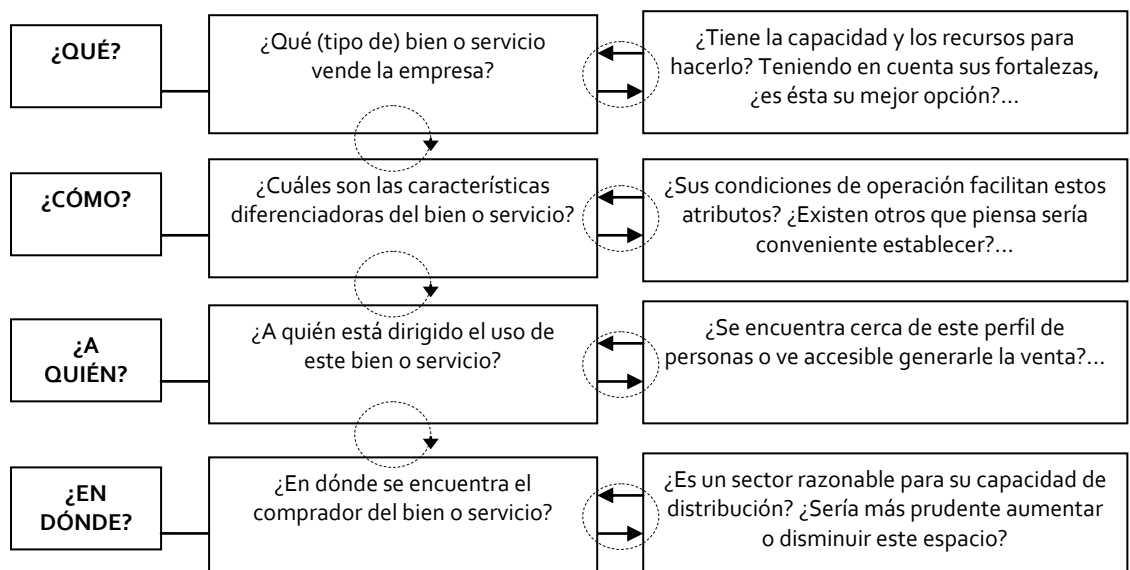 ¿QUÉ?
¿Qué (tipo de) bien o servicio
vende la empresa?
¿Tiene la capacidad y los recursos para
hacerlo? Teniendo en cuenta sus fortalezas,
¿es ésta su mejor opción?...
¿CÓMO?
¿Cuáles son las características
diferenciadoras del bien o servicio?
¿Sus condiciones de operación facilitan estos
atributos? ¿Existen otros que piensa sería
conveniente establecer?...
¿A
QUIÉN?
¿A quién está dirigido el uso de
este bien o servicio?
¿Se encuentra cerca de este perfil de
personas o ve accesible generarle la venta?...
¿EN
DÓNDE?
¿En dónde se encuentra el
comprador del bien o servicio?
¿Es un sector razonable para su capacidad de
distribución? ¿Sería más prudente aumentar
o disminuir este espacio?